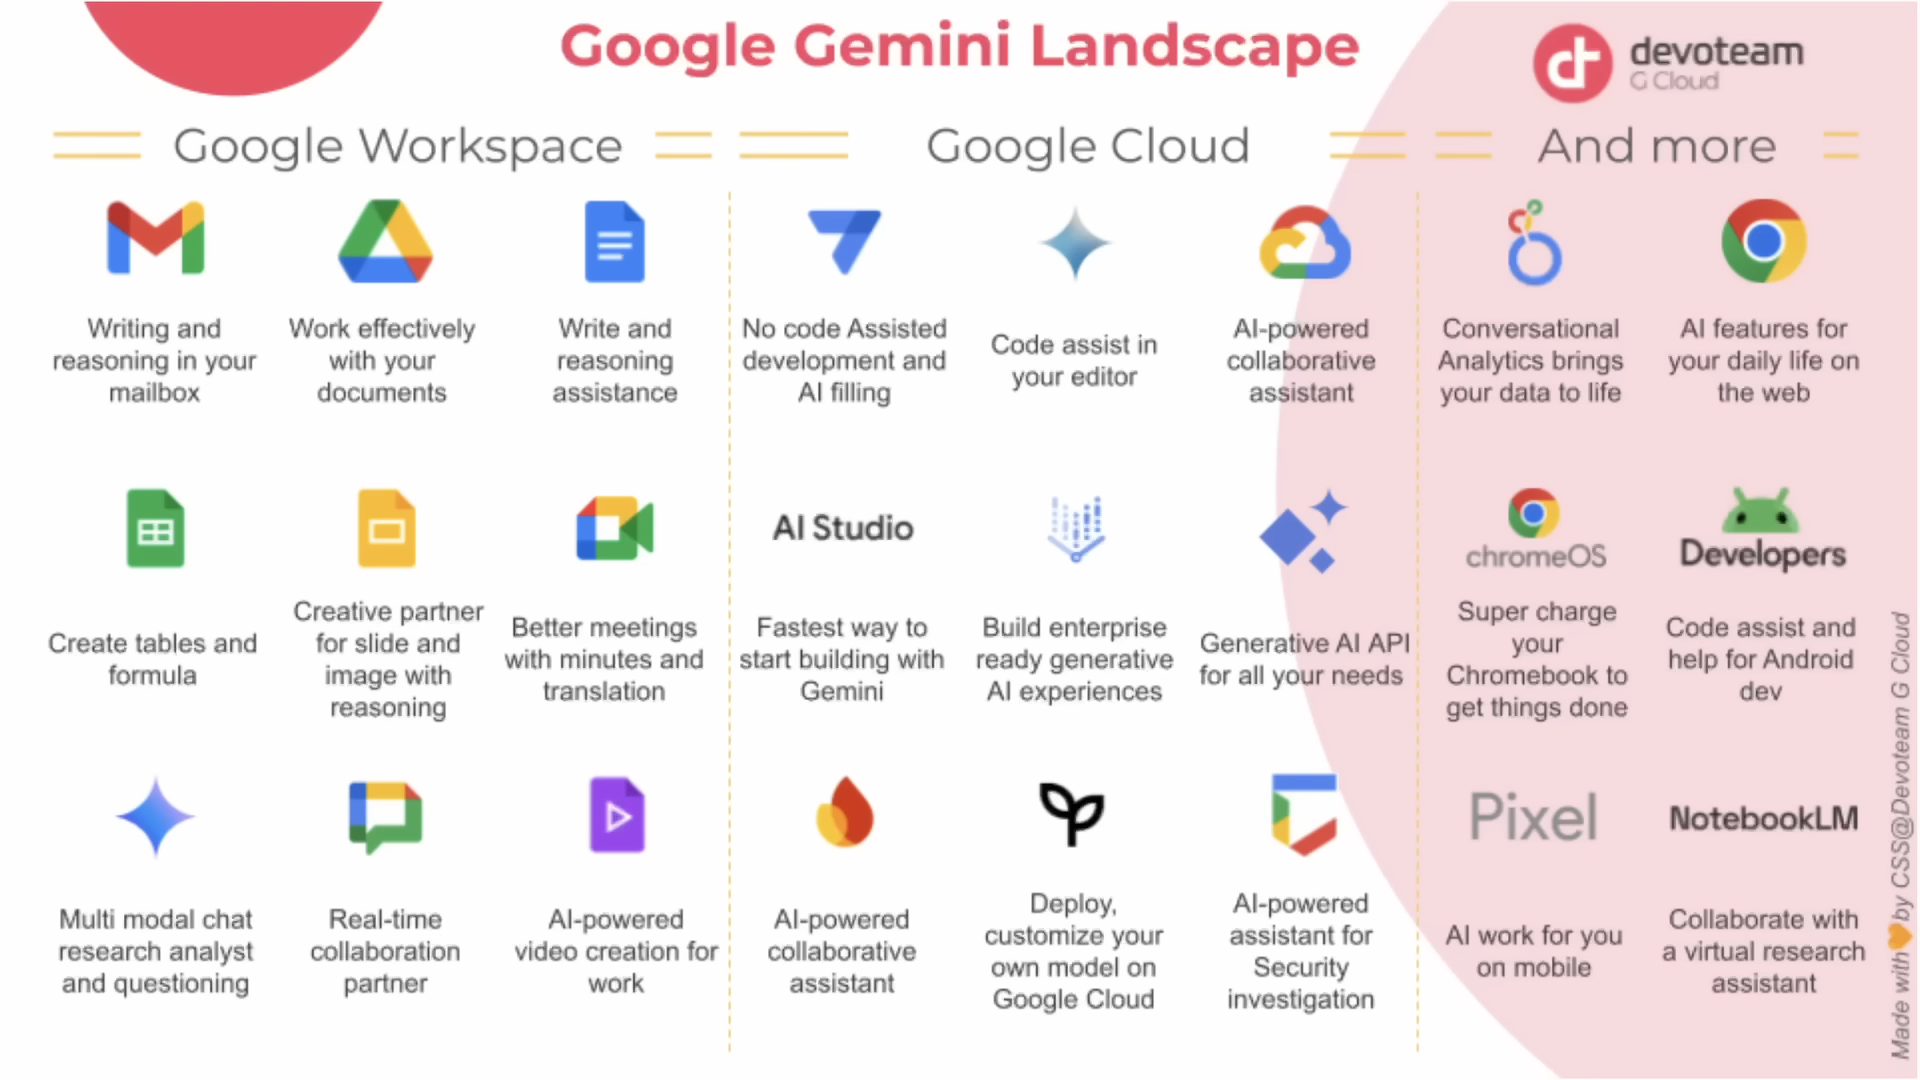 Google Gemini Landscape
devoteam
G Cloud
Google Workspace
Google Cloud
And more
Writing and
reasoning in your
mailbox
Work effectively
with your
documents
Write and
reasoning
assistance
No code Assisted
development and
AI filling
Code assist in
your editor
AI-powered
collaborative
assistant
Conversational
Analytics brings
your data to life
AI features for
your daily life on
the web
Create tables and
formula
Creative partner
for slide and
image with
reasoning
Better meetings
with minutes and
translation
AI Studio
Fastest way to
start building with
Gemini
Build enterprise
ready generative
AI experiences
Generative AI API
for all your needs
chromeOS
Super charge
your
Chromebook to
get things done
Developers
Code assist and
help for Android
dev
Multi modal chat
research analyst
and questioning
Real-time
collaboration
partner
AI-powered
video creation for
work
AI-powered
collaborative
assistant
Deploy,
customize your
own model on
Google Cloud
AI-powered
assistant for
Security
investigation
Pixel
AI work for you
on mobile
NotebookLM
Collaborate with
a virtual research
assistant
Made with 🧡 by CSS@Devoteam G Cloud